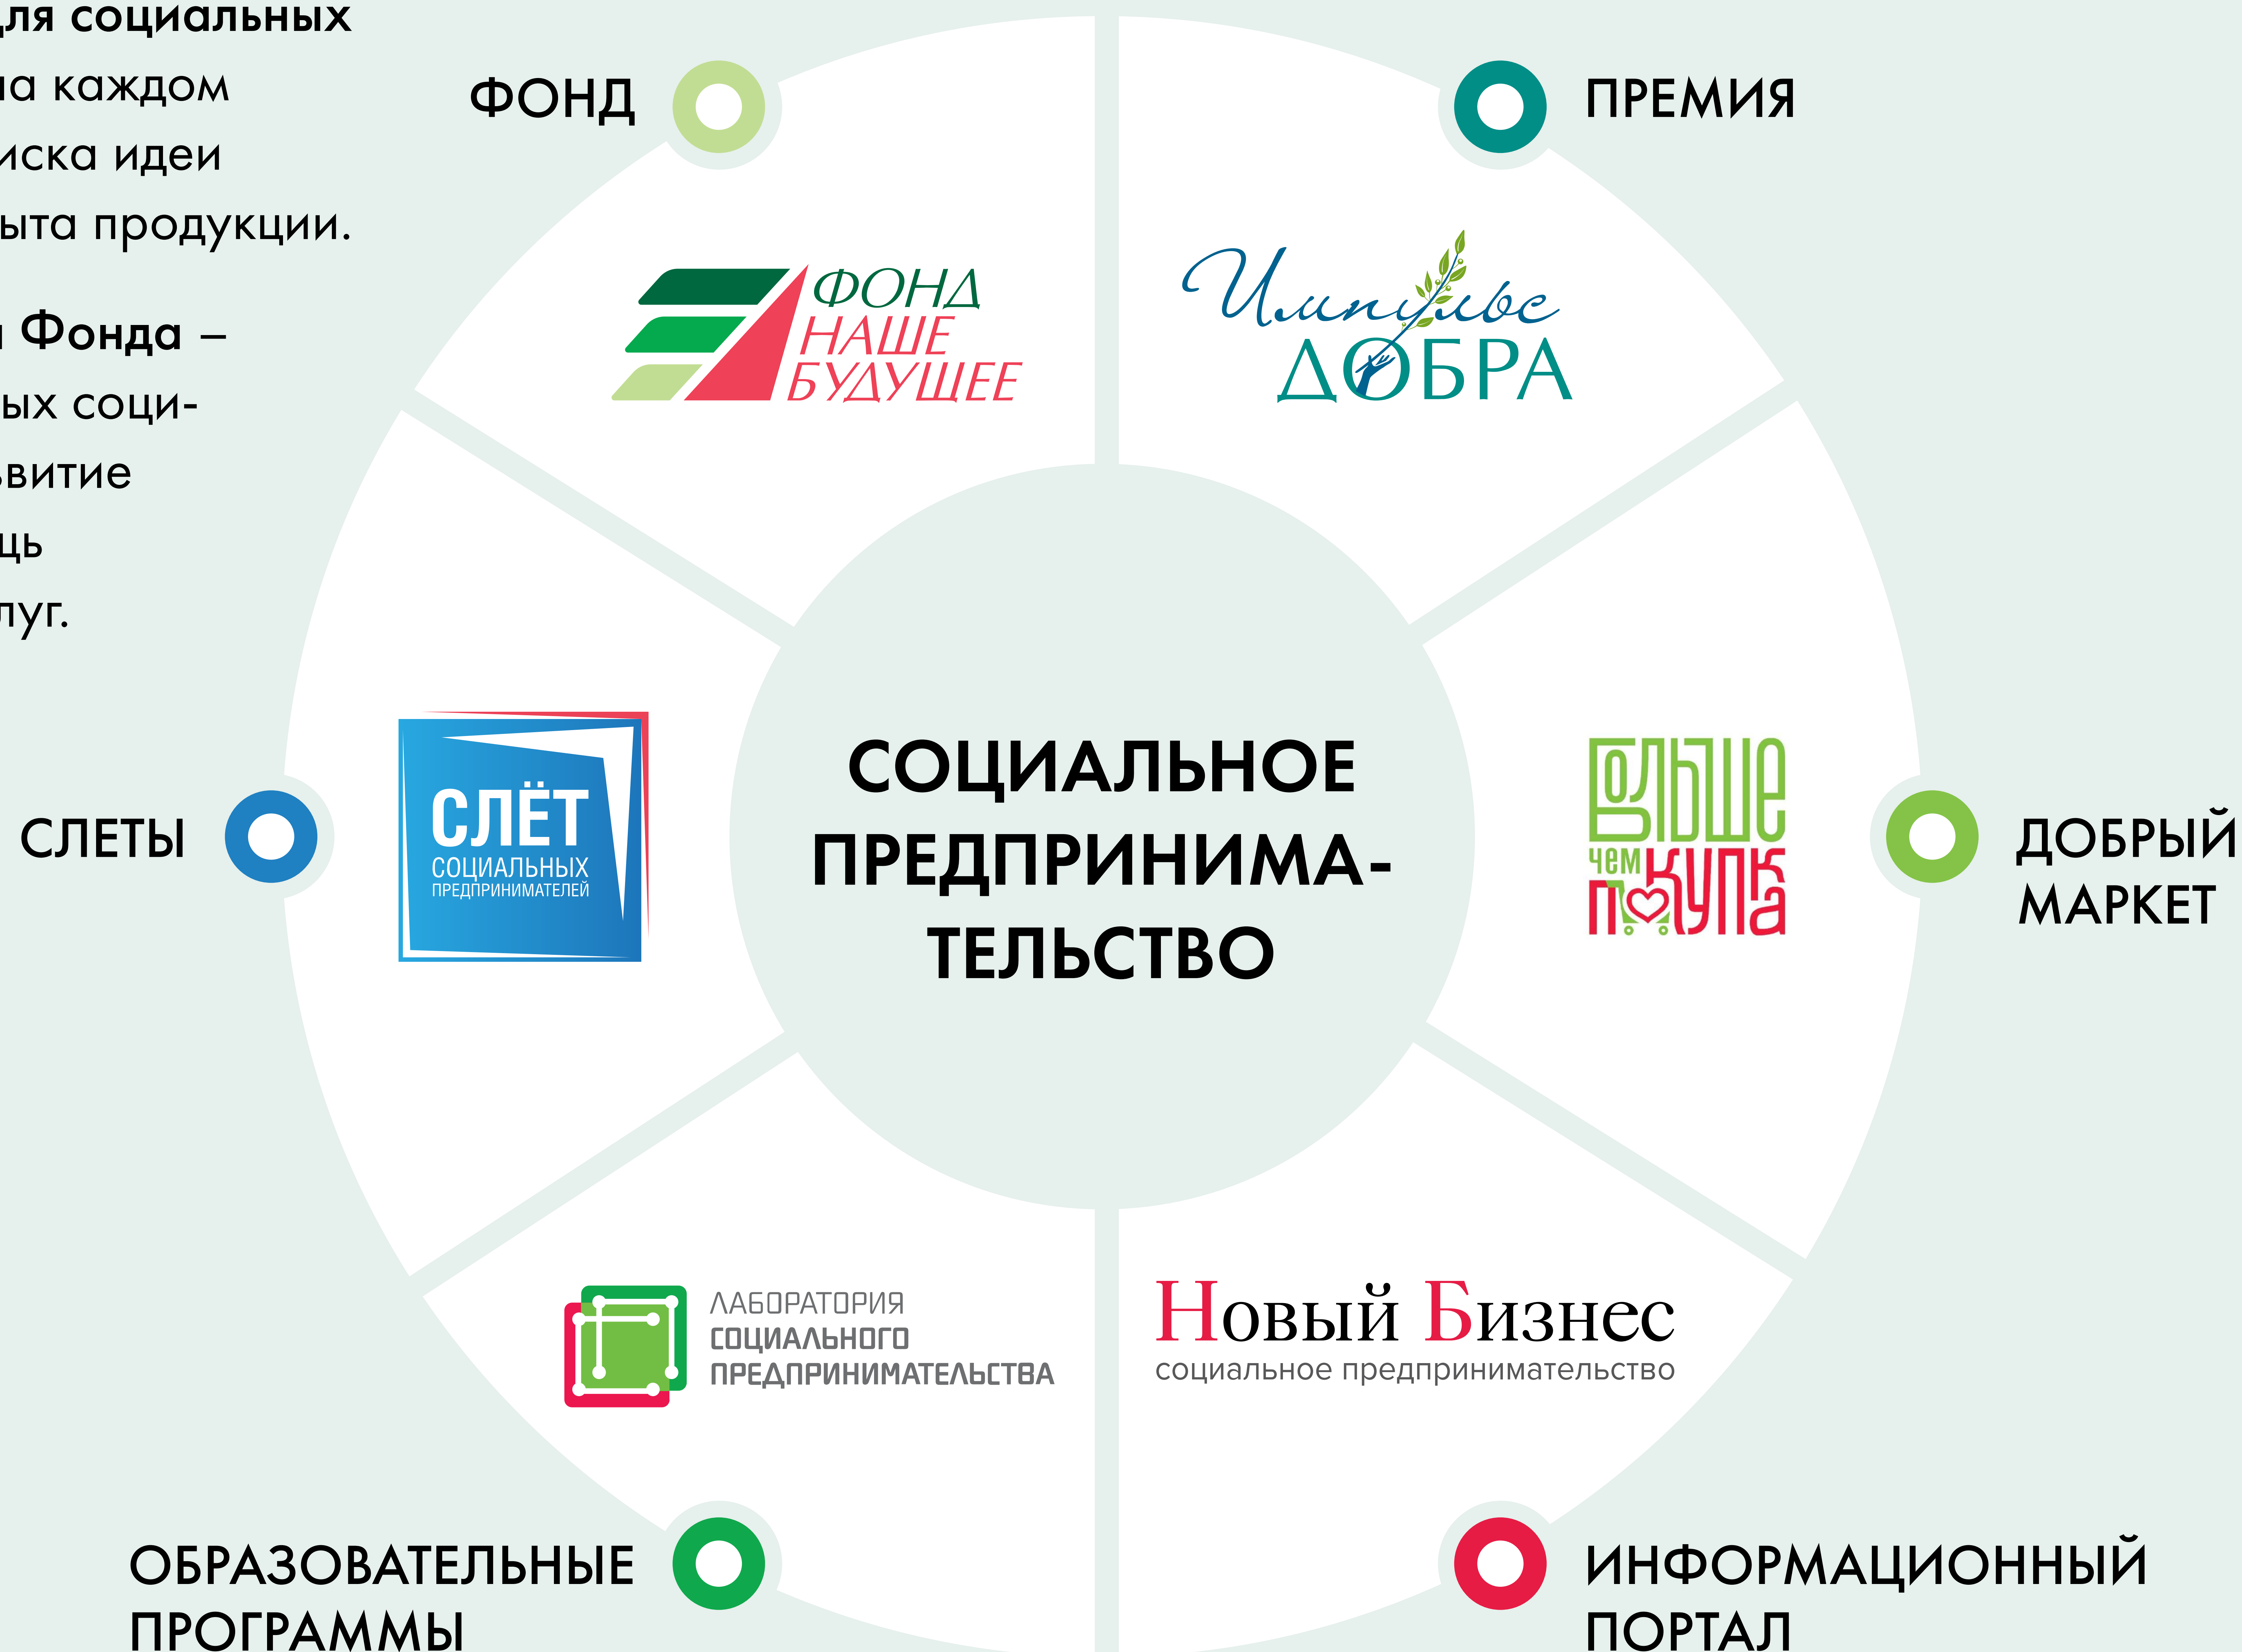 для социальных
на каждом
иска идеи
ыта продукции.
Фонда –
ых соци-
витие
щь
луг.
ФОНД
ПРЕМИЯ
ФОНД
НАШЕ
БУДУЩЕЕ
Импульс
ДОБРА
СЛЕТЫ
СЛЁТ
СОЦИАЛЬНЫХ
ПРЕДПРИНИМАТЕЛЕЙ
СОЦИАЛЬНОЕ
ПРЕДПРИНИМА-
ТЕЛЬСТВО
БОЛЬШЕ
ЧЕМ
ПОКУПКА
ДОБРЫЙ
МАРКЕТ
ЛАБОРАТОРИЯ
СОЦИАЛЬНОГО
ПРЕДПРИНИМАТЕЛЬСТВА
Новый Бизнес
социальное предпринимательство
ОБРАЗОВАТЕЛЬНЫЕ
ПРОГРАММЫ
ИНФОРМАЦИОННЫЙ
ПОРТАЛ